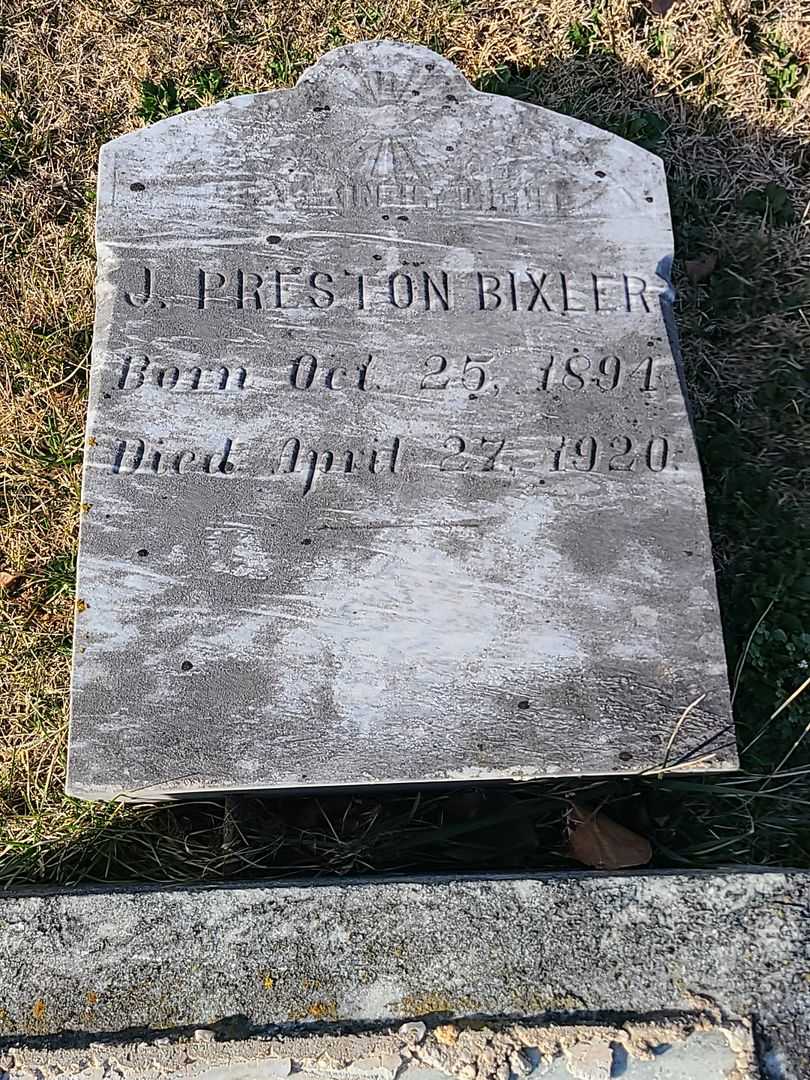 J. PRESTON BIXLER
Born Oct. 25, 1894
Died April 27, 1920.